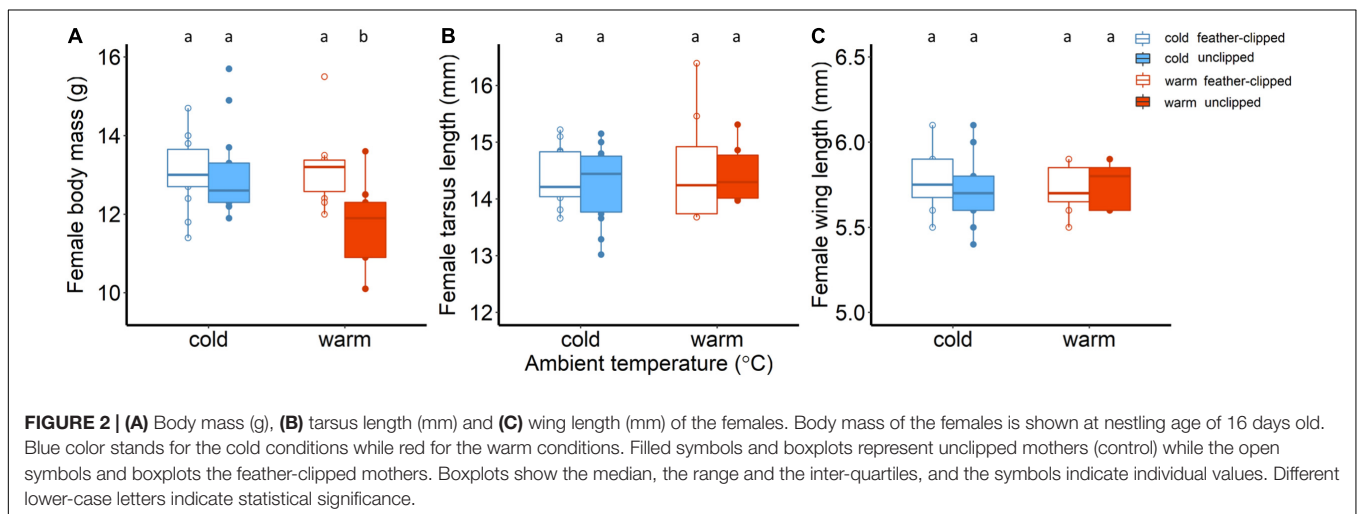 A
a a a b
16
14
12
10
Female body mass (g)
cold warm
B
a a a a
16
15
14
13
12
Female tarsus length (mm)
cold warm
Ambient temperature (°C)
C
a a a a
6.5
6.0
5.5
5.0
Female wing length (mm)
cold warm
cold feather-clipped
cold unclipped
warm feather-clipped
warm unclipped
FIGURE 2 | (A) Body mass (g), (B) tarsus length (mm) and (C) wing length (mm) of the females. Body mass of the females is shown at nestling age of 16 days old.
Blue color stands for the cold conditions while red for the warm conditions. Filled symbols and boxplots represent unclipped mothers (control) while the open
symbols and boxplots the feather-clipped mothers. Boxplots show the median, the range and the inter-quartiles, and the symbols indicate individual values. Different
lower-case letters indicate statistical significance.